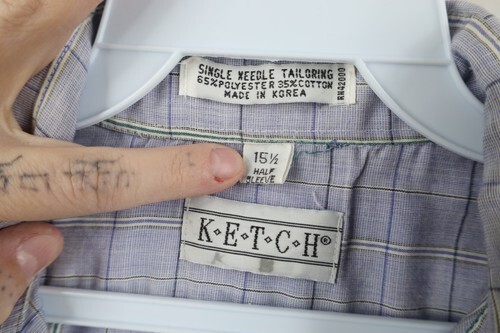 SINGLE NEEDLE TAILORING
65%POLYESTER 35%COTTON
MADE IN KOREA
RN42000
15½
HALF
SLEEVE
K·E·T·C·H®